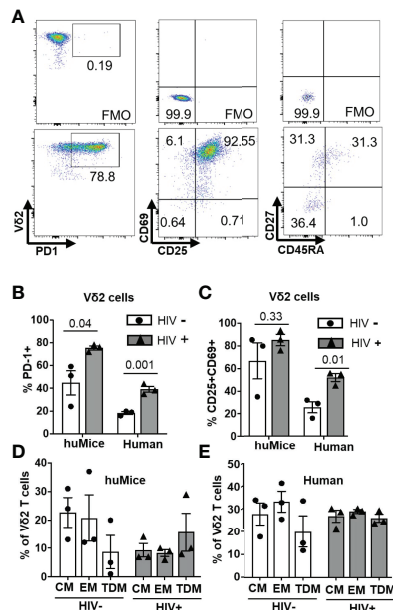 A
0.19
FMO
99.9
FMO
99.9
FMO
78.8
6.1
92.55
0.64
0.71
31.3
31.3
36.4
1.0
Vδ2
PD1
CD69
CD25
CD27
CD45RA
B
Vδ2 cells
HIV -
HIV +
% PD-1+
100
80
60
40
20
0
0.04
0.001
huMice
Human
C
Vδ2 cells
HIV -
HIV +
% CD25+CD69+
100
80
60
40
20
0
0.33
0.01
huMice
Human
D
huMice
% of Vδ2 T cells
40
30
20
10
0
CM EM TDM
CM EM TDM
HIV-
HIV+
E
Human
% of Vδ2 T cells
50
40
30
20
10
0
CM EM TDM
CM EM TDM
HIV-
HIV+